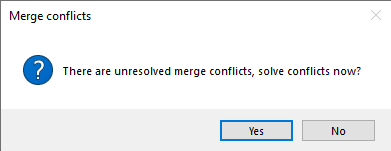 Merge conflicts
There are unresolved merge conflicts, solve conflicts now?
Yes No